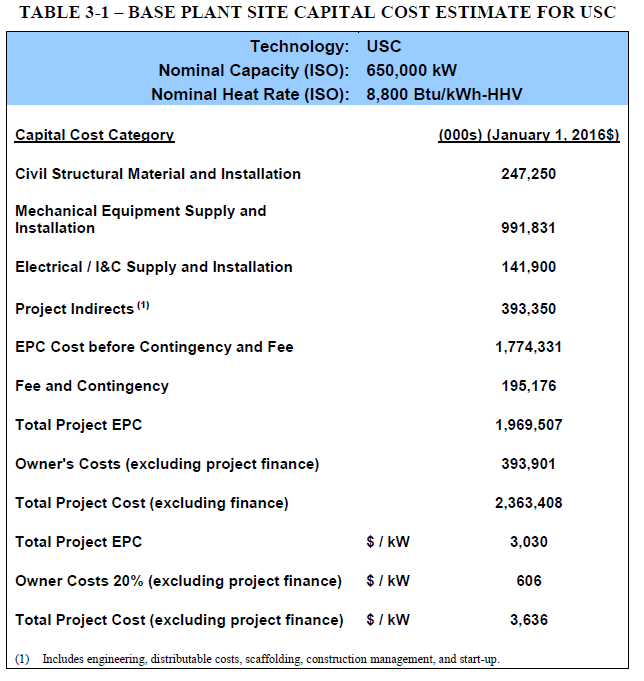 TABLE 3-1 – BASE PLANT SITE CAPITAL COST ESTIMATE FOR USC
Technology: USC
Nominal Capacity (ISO): 650,000 kW
Nominal Heat Rate (ISO): 8,800 Btu/kWh-HHV
Capital Cost Category (000s) (January 1, 2016$)
Civil Structural Material and Installation 247,250
Mechanical Equipment Supply and
Installation 991,831
Electrical / I&C Supply and Installation 141,900
Project Indirects (1) 393,350
EPC Cost before Contingency and Fee 1,774,331
Fee and Contingency 195,176
Total Project EPC 1,969,507
Owner's Costs (excluding project finance) 393,901
Total Project Cost (excluding finance) 2,363,408
Total Project EPC $ / kW 3,030
Owner Costs 20% (excluding project finance) $ / kW 606
Total Project Cost (excluding project finance) $ / kW 3,636
(1) Includes engineering, distributable costs, scaffolding, construction management, and start-up.